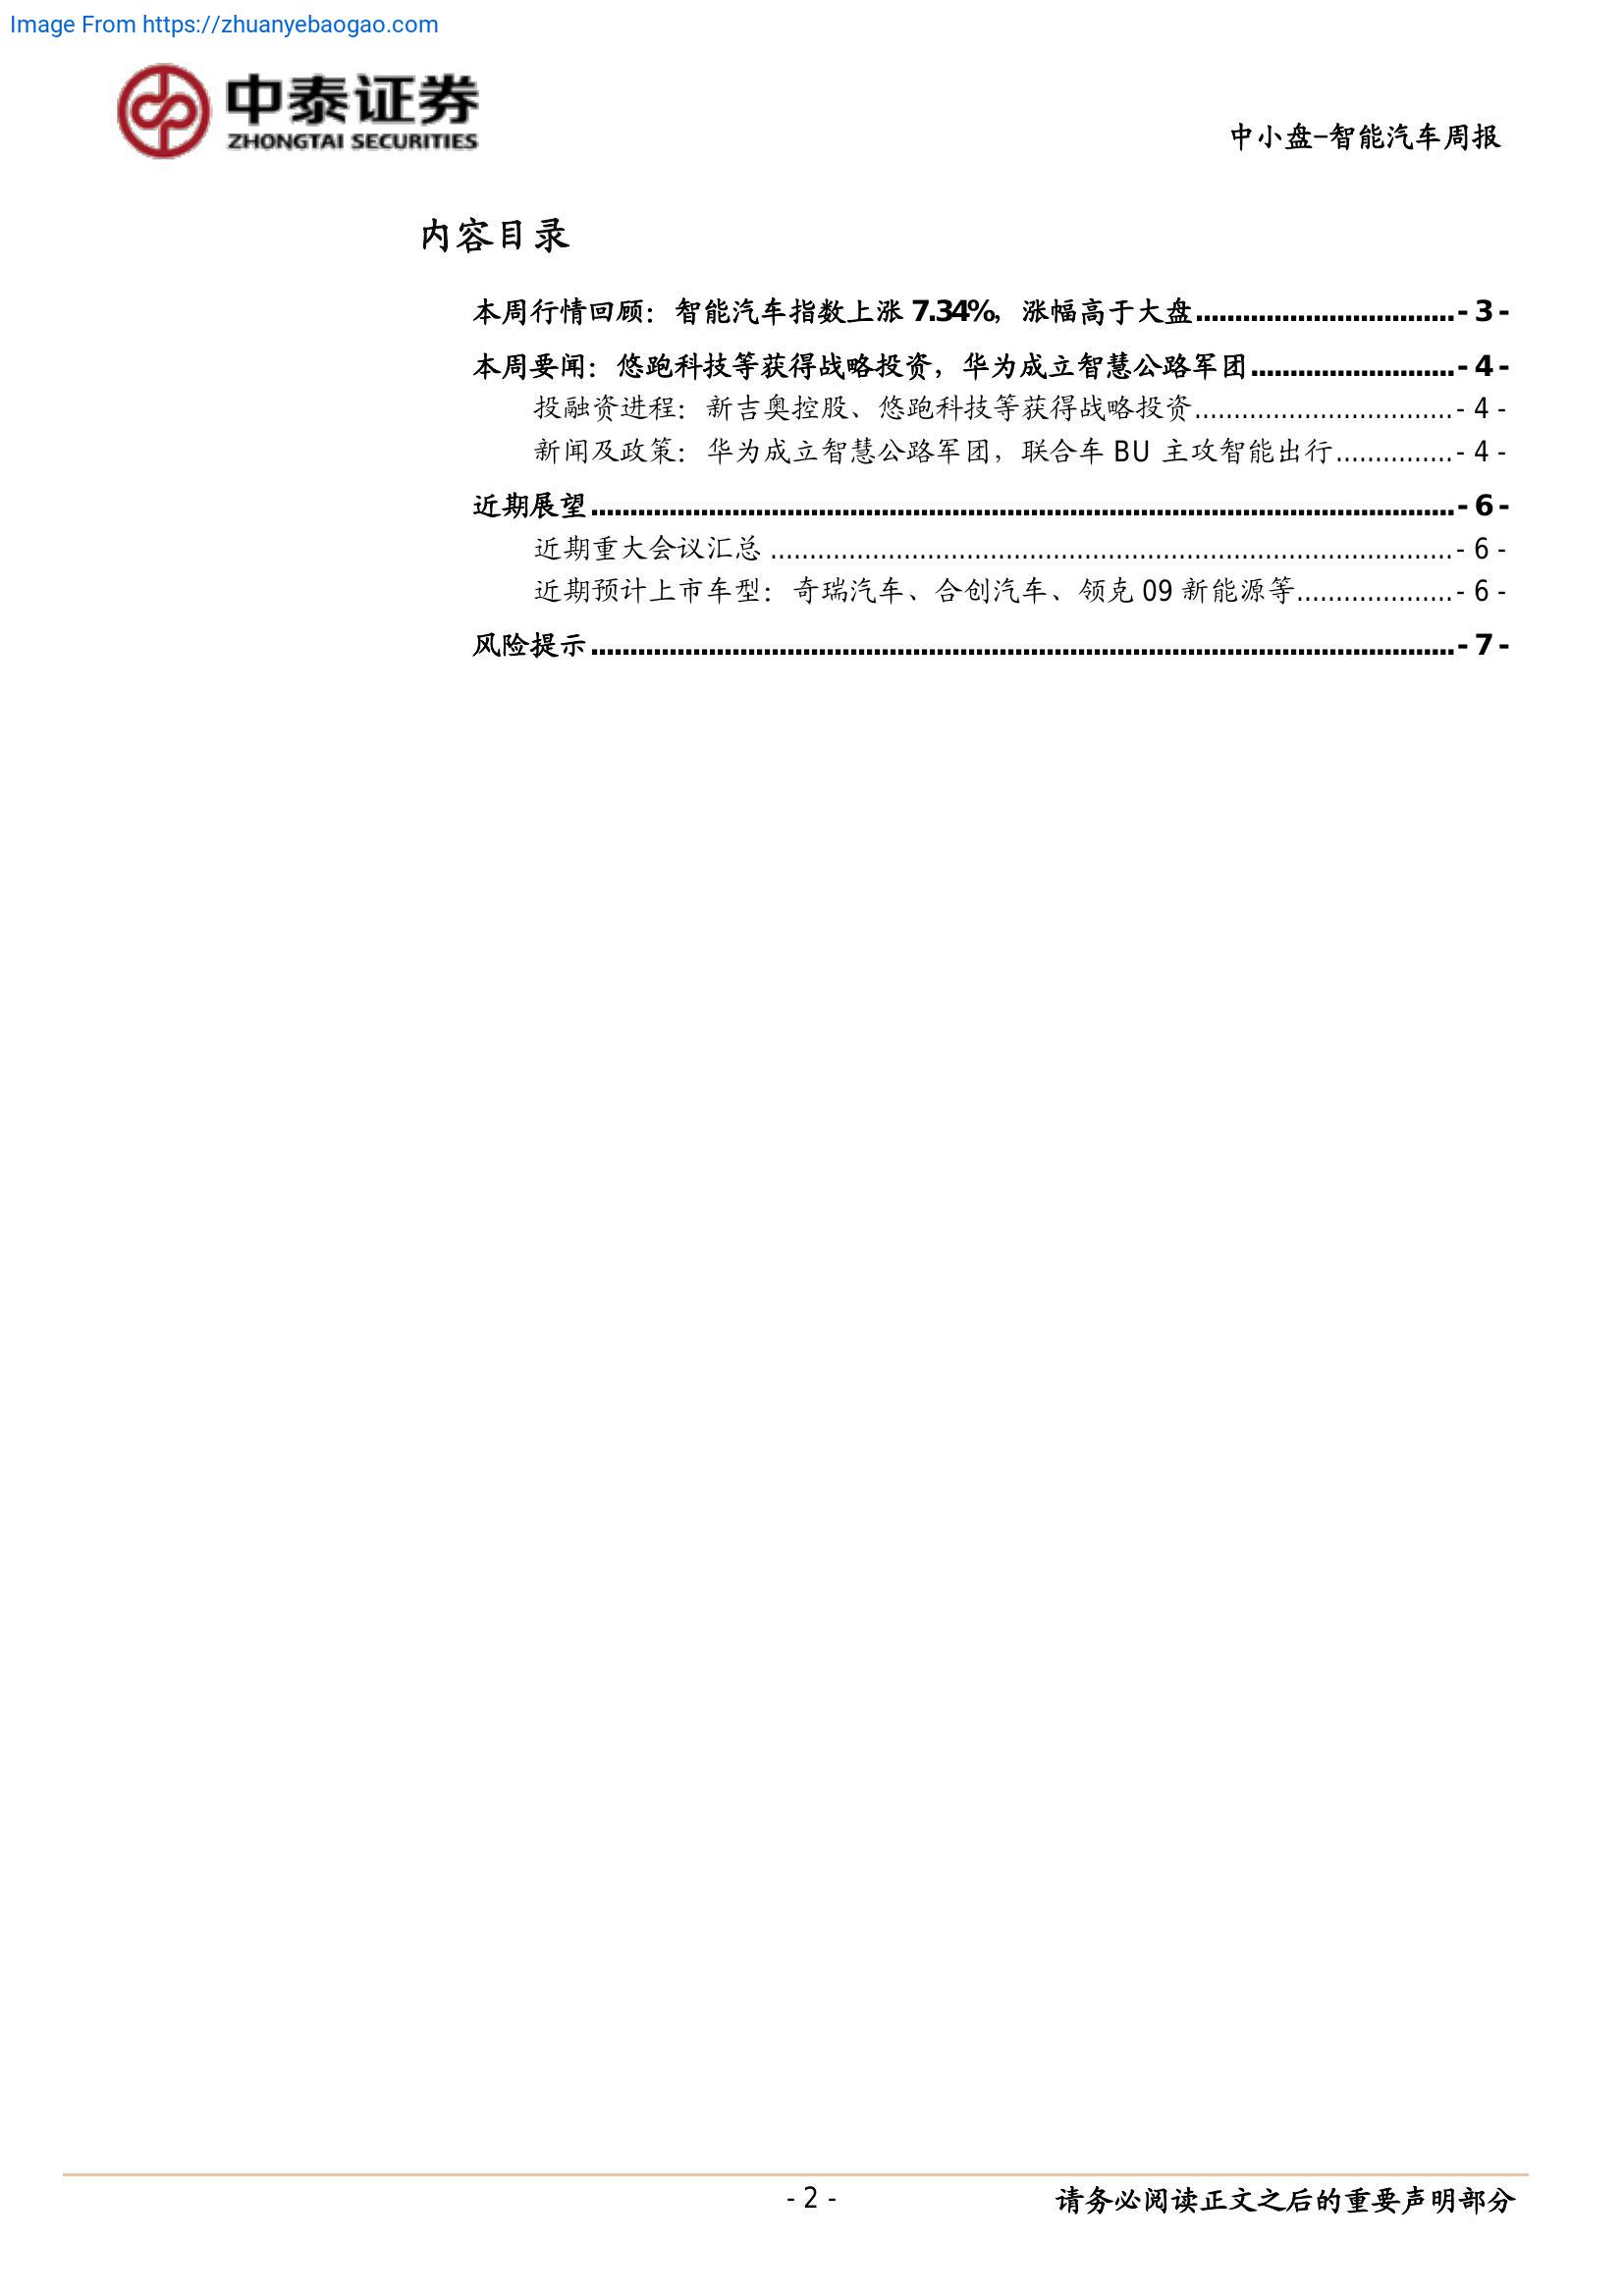 Image From https://zhuanyebaogao.com
中泰证券
ZHONGTAI SECURITIES
中小盘-智能汽车周报
内容目录
本周行情回顾：智能汽车指数上涨 7.34%，涨幅高于大盘.................................- 3 -
本周要闻：悠跑科技等获得战略投资，华为成立智慧公路军团..........................- 4 -
投融资进程：新吉奥控股、悠跑科技等获得战略投资.................................- 4 -
新闻及政策：华为成立智慧公路军团，联合车 BU 主攻智能出行...............- 4 -
近期展望..............................................................................................................- 6 -
近期重大会议汇总.......................................................................................- 6 -
近期预计上市车型：奇瑞汽车、合创汽车、领克 09 新能源等....................- 6 -
风险提示..............................................................................................................- 7 -
- 2 -
请务必阅读正文之后的重要声明部分